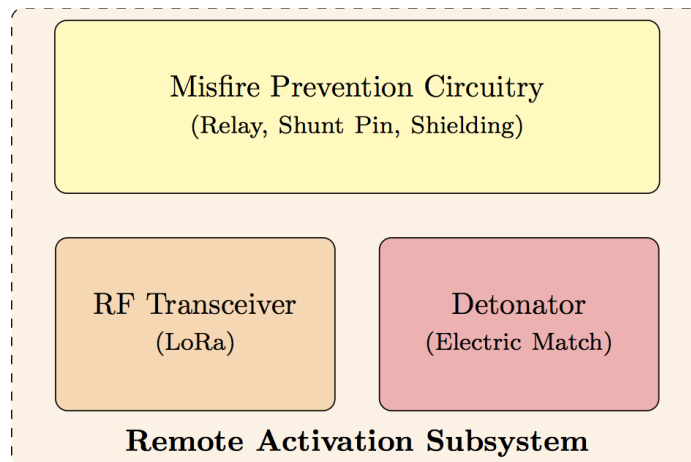 Misfire Prevention Circuitry
(Relay, Shunt Pin, Shielding)
RF Transceiver
(LoRa)
Detonator
(Electric Match)
Remote Activation Subsystem